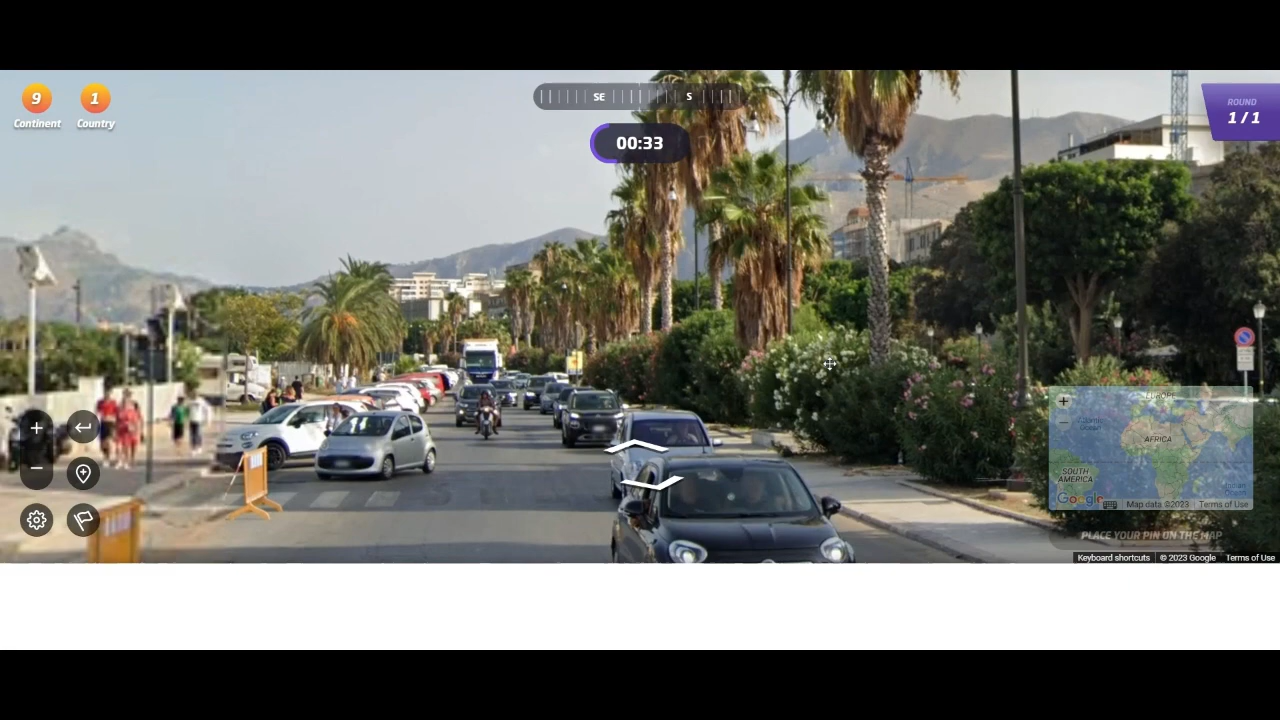 9
1
Continent
Country
SE
S
00:33
ROUND
1 / 1
+
−
EUROPE
AFRICA
SOUTH
AMERICA
Google
Map data ©2023
Terms of Use
PLACE YOUR PIN ON THE MAP
Keyboard shortcuts
© 2023 Google
Terms of Use